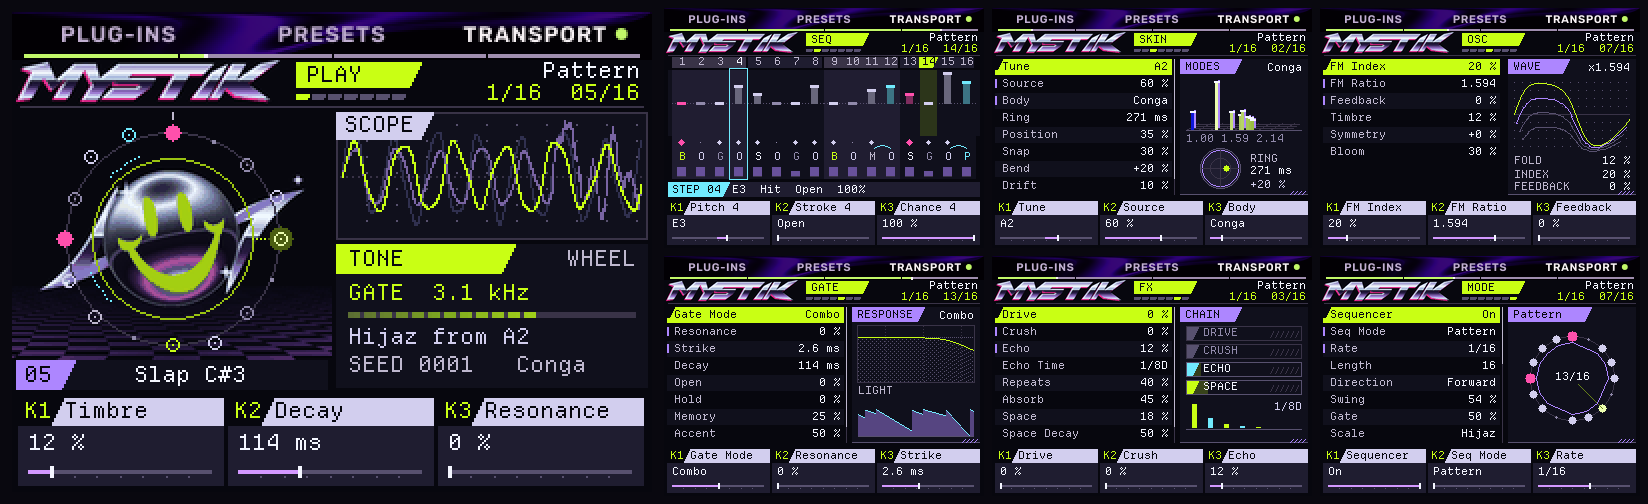 PLUG-INS PRESETS TRANSPORT
MYSTIK PLAY Pattern
1/16 05/16
SCOPE
TONE WHEEL
GATE 3.1 kHz
Hijaz from A2
SEED 0001 Conga
05 Slap C#3
K1 Timbre K2 Decay K3 Resonance
12 % 114 ms 0 %
PLUG-INS PRESETS TRANSPORT
MYSTIK SEQ Pattern
1/16 14/16
1 2 3 4 5 6 7 8 9 10 11 12 13 14 15 16
B O G O S O G O B O M O S G O P
STEP 04 E3 Hit Open 100%
K1 Pitch 4 K2 Stroke 4 K3 Chance 4
E3 Open 100 %
PLUG-INS PRESETS TRANSPORT
MYSTIK SKIN Pattern
1/16 02/16
Tune A2
Source 60 %
Body Conga
Ring 271 ms
Position 35 %
Snap 30 %
Bend +20 %
Drift 10 %
MODES Conga
1.00 1.59 2.14
RING
271 ms
+20 %
K1 Tune K2 Source K3 Body
A2 60 % Conga
PLUG-INS PRESETS TRANSPORT
MYSTIK OSC Pattern
1/16 07/16
FM Index 20 %
FM Ratio 1.594
Feedback 0 %
Timbre 12 %
Symmetry +0 %
Bloom 30 %
WAVE x1.594
FOLD 12 %
INDEX 20 %
FEEDBACK 0 %
K1 FM Index K2 FM Ratio K3 Feedback
20 % 1.594 0 %
PLUG-INS PRESETS TRANSPORT
MYSTIK GATE Pattern
1/16 13/16
Gate Mode Combo
Resonance 0 %
Strike 2.6 ms
Decay 114 ms
Open 0 %
Hold 0 %
Memory 25 %
Accent 50 %
RESPONSE Combo
LIGHT
K1 Gate Mode K2 Resonance K3 Strike
Combo 0 % 2.6 ms
PLUG-INS PRESETS TRANSPORT
MYSTIK FX Pattern
1/16 03/16
Drive 0 %
Crush 0 %
Echo 12 %
Echo Time 1/8D
Repeats 40 %
Absorb 45 %
Space 18 %
Space Decay 50 %
CHAIN
DRIVE
CRUSH
ECHO
SPACE
1/8D
K1 Drive K2 Crush K3 Echo
0 % 0 % 12 %
PLUG-INS PRESETS TRANSPORT
MYSTIK MODE Pattern
1/16 07/16
Sequencer On
Seq Mode Pattern
Rate 1/16
Length 16
Direction Forward
Swing 54 %
Gate 50 %
Scale Hijaz
Pattern
13/16
K1 Sequencer K2 Seq Mode K3 Rate
On Pattern 1/16